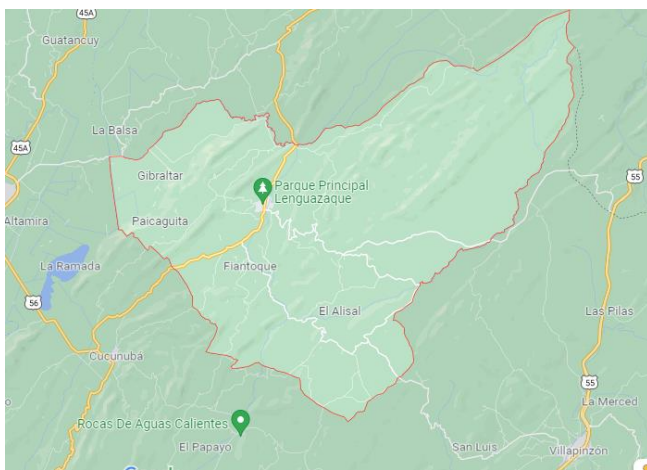 45A
Guatancuy
La Balsa
45A
Gibraltar
Parque Principal
Lenguazaque
55
Altamira
Paicaguita
La Ramada
Fiantoque
56
El Alisal
Las Pilas
Cucunubá
55
Rocas De Aguas Calientes
El Papayo
La Merced
San Luis
Villapinzón